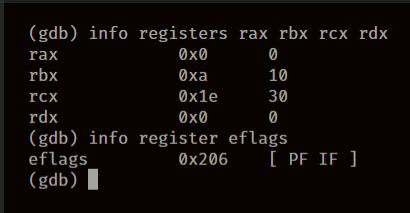 (gdb) info registers rax rbx rcx rdx
rax            0x0      0
rbx            0xa      10
rcx            0x1e     30
rdx            0x0      0
(gdb) info register eflags
eflags         0x206    [ PF IF ]
(gdb)